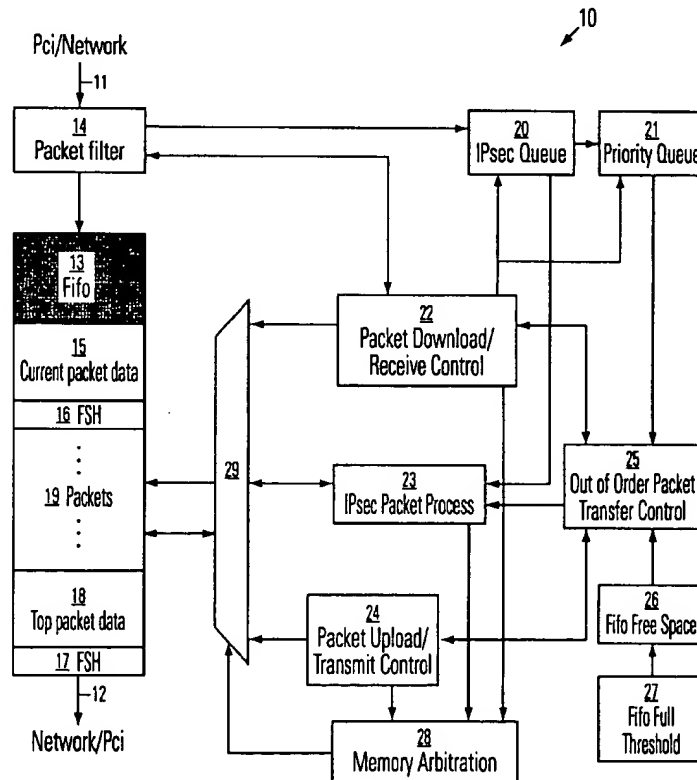 10
Pci/Network
11
14
Packet filter
20
IPsec Queue
21
Priority Queue
13
Fifo
22
Packet Download/
Receive Control
15
Current packet data
16 FSH
29
23
IPsec Packet Process
25
Out of Order Packet
Transfer Control
19 Packets
18
Top packet data
24
Packet Upload/
Transmit Control
26
Fifo Free Space
17 FSH
12
Network/Pci
28
Memory Arbitration
27
Fifo Full
Threshold